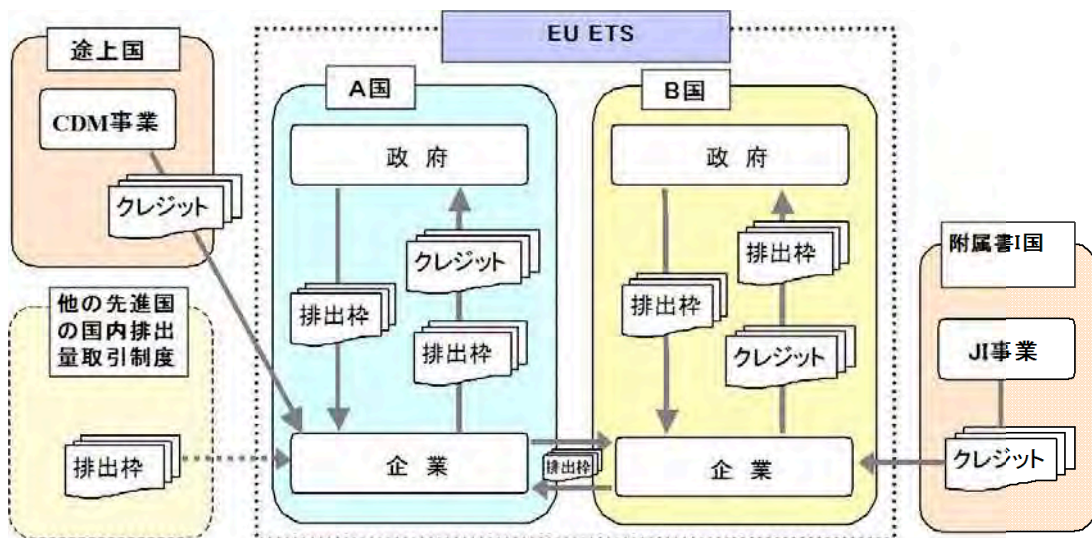 EU ETS
途上国
CDM事業
クレジット
他の先進国
の国内排出
量取引制度
排出枠
A国
政府
排出枠
クレジット
排出枠
企業
排出枠
B国
政府
排出枠
排出枠
クレジット
企業
附属書I国
JI事業
クレジット